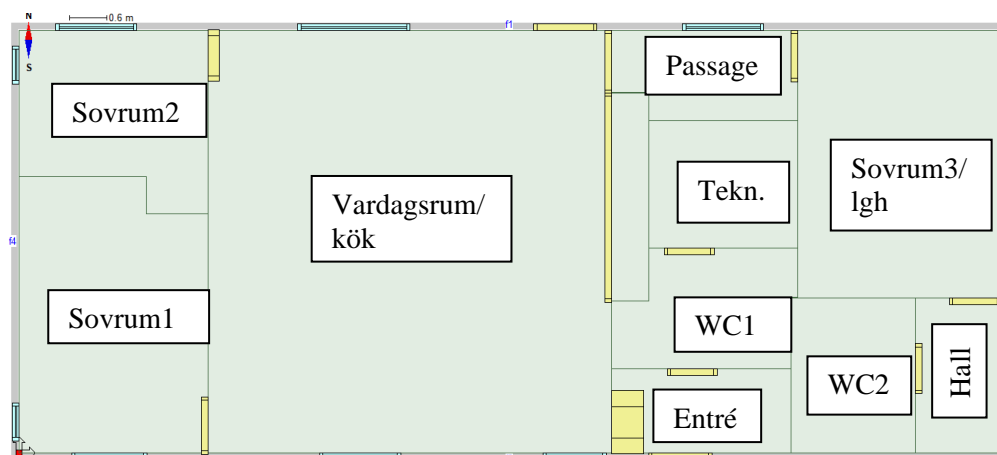 N
0.6 m
f1
S
Passage
Sovrum2
Tekn.
Sovrum3/
lgh
Vardagsrum/
kök
f4
Sovrum1
WC1
WC2
Hall
Entré